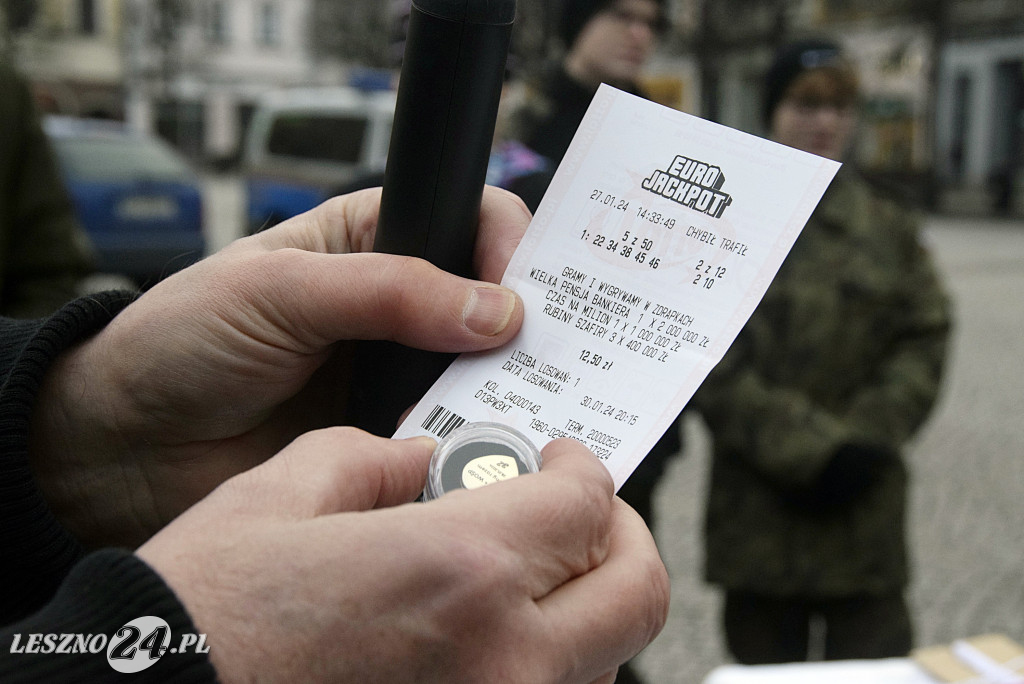 EURO
JACKPOT
27.01.24 14:33:49 CHYBIŁ TRAFIŁ
5 z 50 2 z 12
1: 22 34 38 45 46 2 10
GRAMY I WYGRYWAMY W ZDRAPKACH
WIELKA PENSJA BANKIERA 1 X 2 000 000 ZŁ
CZAS NA MILION 1 X 1 000 000 ZŁ
RUBINY SZAFIRY 3 X 400 000 ZŁ
12,50 zł
LICZBA LOSOWAŃ: 1
DATA LOSOWANIA: 30.01.24 20:15
KOL. 04000143 TERM. 20000523
OT3PW3XT
LESZNO24.PL